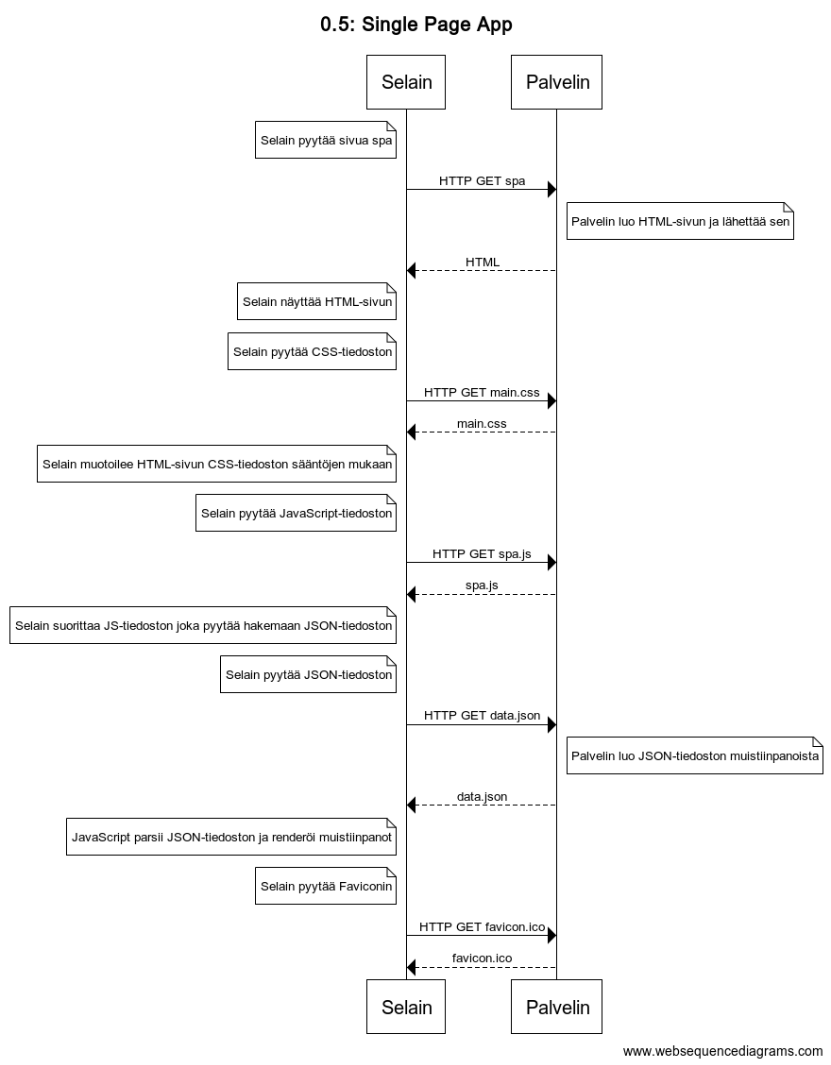 0.5: Single Page App
Selain
Palvelin
Selain pyytää sivua spa
HTTP GET spa
Palvelin luo HTML-sivun ja lähettää sen
HTML
Selain näyttää HTML-sivun
Selain pyytää CSS-tiedoston
HTTP GET main.css
main.css
Selain muotoilee HTML-sivun CSS-tiedoston sääntöjen mukaan
Selain pyytää JavaScript-tiedoston
HTTP GET spa.js
spa.js
Selain suorittaa JS-tiedoston joka pyytää hakemaan JSON-tiedoston
Selain pyytää JSON-tiedoston
HTTP GET data.json
Palvelin luo JSON-tiedoston muistiinpanoista
data.json
JavaScript parsii JSON-tiedoston ja renderöi muistiinpanot
Selain pyytää Faviconin
HTTP GET favicon.ico
favicon.ico
Selain
Palvelin
www.websequencediagrams.com